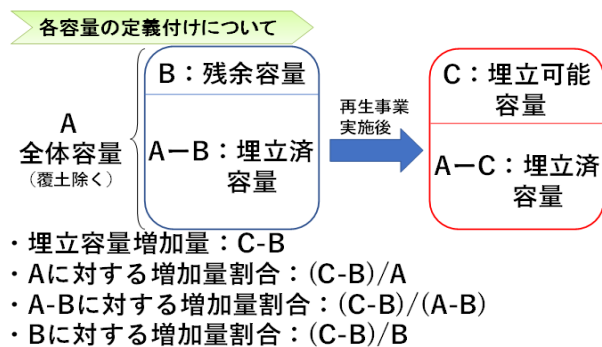 各容量の定義付けについて
A
全体容量
(覆土除く)
B：残余容量
A－B：埋立済
容量
再生事業
実施後
C：埋立可能
容量
A－C：埋立済
容量
・埋立容量増加量：C-B
・Aに対する増加量割合：(C-B)/A
・A-Bに対する増加量割合：(C-B)/(A-B)
・Bに対する増加量割合：(C-B)/B